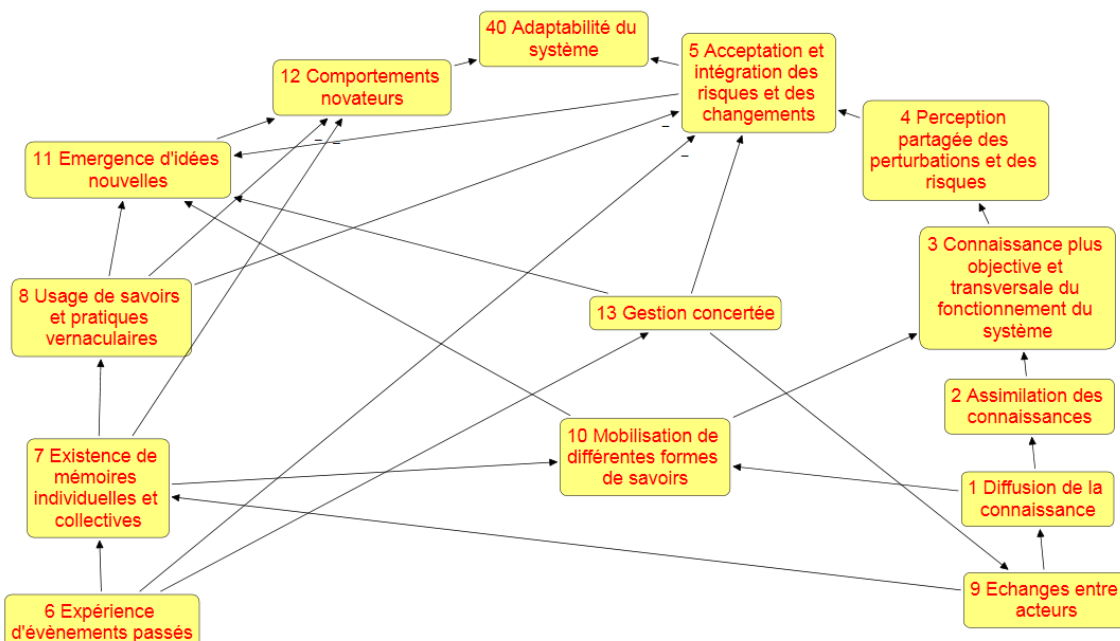 40 Adaptabilité du
système
5 Acceptation et
intégration des
risques et des
changements
12 Comportements
novateurs
4 Perception
partagée des
perturbations et des
risques
11 Emergence d'idées
nouvelles
3 Connaissance plus
objective et
transversale du
fonctionnement du
système
8 Usage de savoirs
et pratiques
vernaculaires
13 Gestion concertée
2 Assimilation des
connaissances
10 Mobilisation de
différentes formes
de savoirs
7 Existence de
mémoires
individuelles et
collectives
1 Diffusion de la
connaissance
9 Echanges entre
acteurs
6 Expérience
d'évènements passés